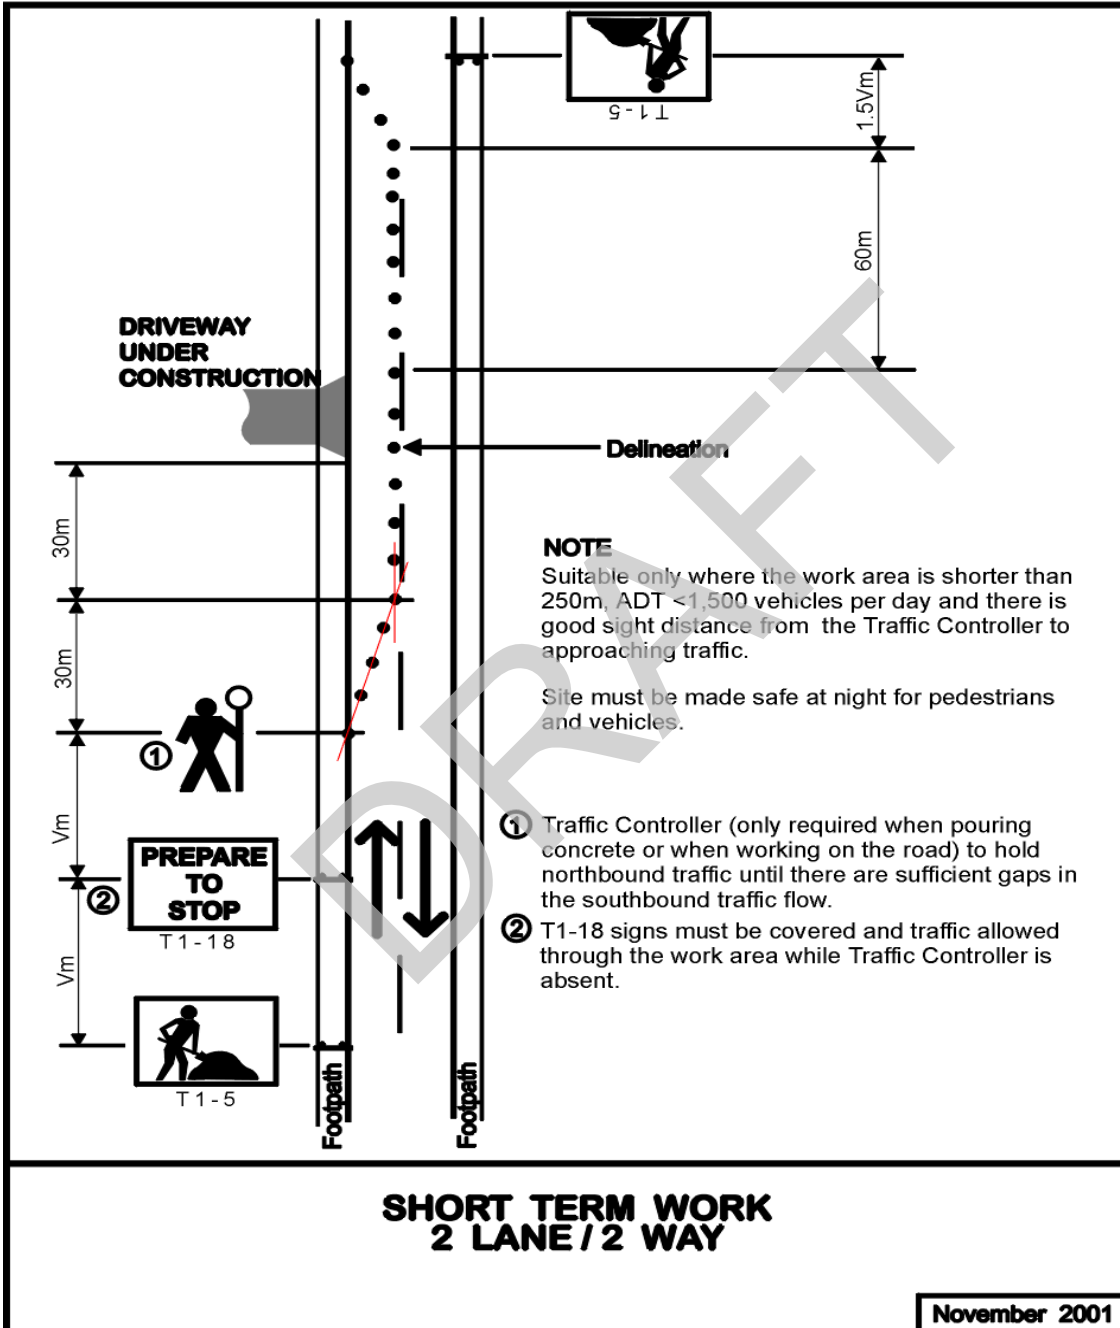 T1-5
1.5Vm
60m
DRIVEWAY
UNDER
CONSTRUCTION
Delineation
30m
NOTE
Suitable only where the work area is shorter than
250m, ADT <1,500 vehicles per day and there is
good sight distance from the Traffic Controller to
approaching traffic.
30m
Site must be made safe at night for pedestrians
and vehicles.
1
Vm
1 Traffic Controller (only required when pouring
concrete or when working on the road) to hold
northbound traffic until there are sufficient gaps in
the southbound traffic flow.
PREPARE
TO
STOP
2
T1-18
2 T1-18 signs must be covered and traffic allowed
through the work area while Traffic Controller is
absent.
Vm
T1-5
Footpath
Footpath
DRAFT
SHORT TERM WORK
2 LANE / 2 WAY
November 2001